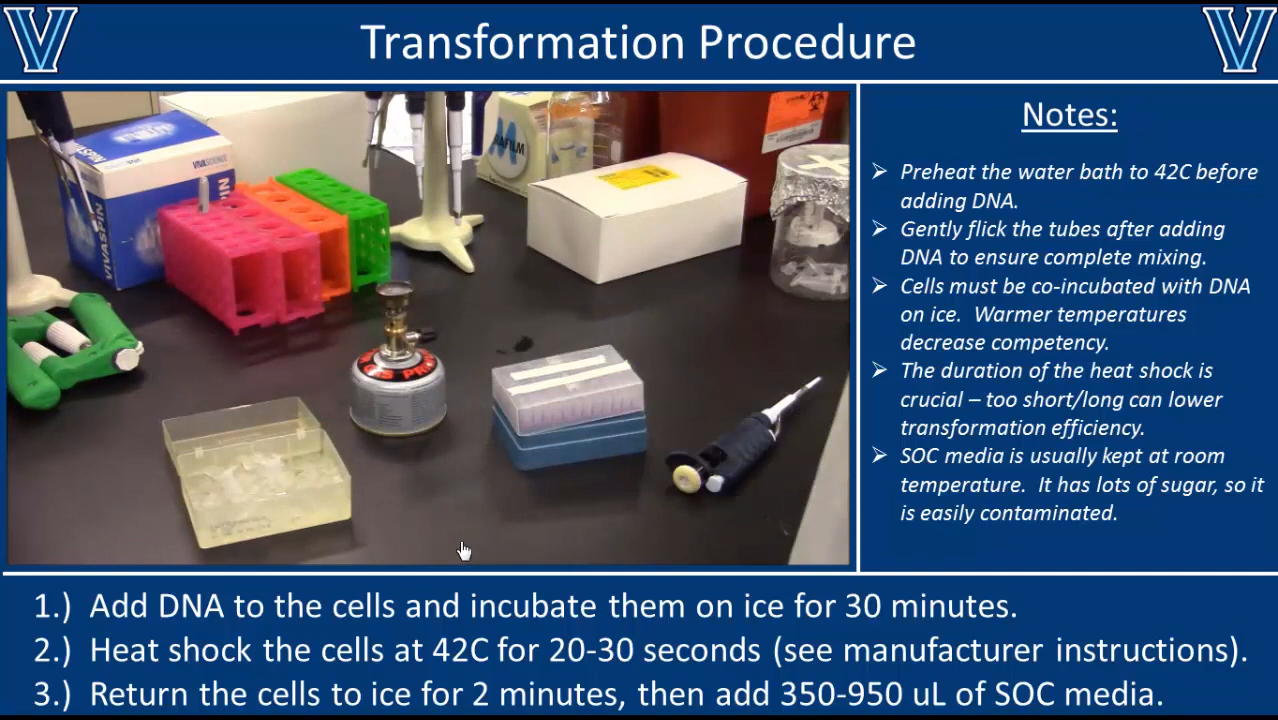 V
Transformation Procedure
V
VIVASCIENCE
VIVASPIN
VIVASPIN
M
Notes:
➢ Preheat the water bath to 42C before
adding DNA.
➢ Gently flick the tubes after adding
DNA to ensure complete mixing.
➢ Cells must be co-incubated with DNA
on ice. Warmer temperatures
decrease competency.
➢ The duration of the heat shock is
crucial – too short/long can lower
transformation efficiency.
➢ SOC media is usually kept at room
temperature. It has lots of sugar, so it
is easily contaminated.
1.) Add DNA to the cells and incubate them on ice for 30 minutes.
2.) Heat shock the cells at 42C for 20-30 seconds (see manufacturer instructions).
3.) Return the cells to ice for 2 minutes, then add 350-950 uL of SOC media.